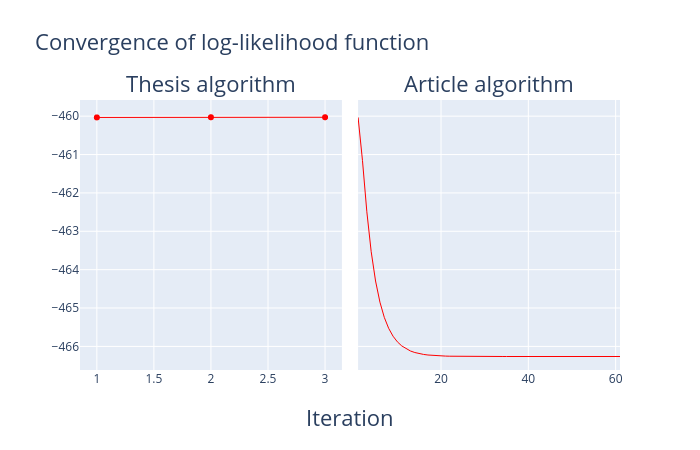 Convergence of log-likelihood function
Thesis algorithm
Article algorithm
−460
−461
−462
−463
−464
−465
−466
1 1.5 2 2.5 3
20 40 60
Iteration